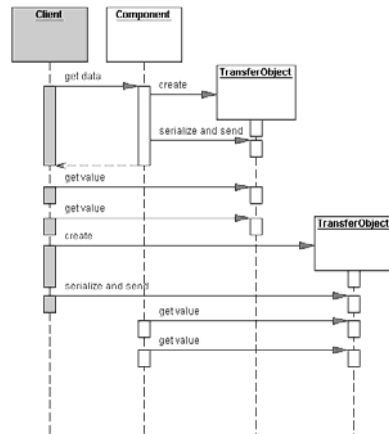 Client
Component
get data
create
TransferObject
serialize and send
get value
get value
TransferObject
create
serialize and send
get value
get value